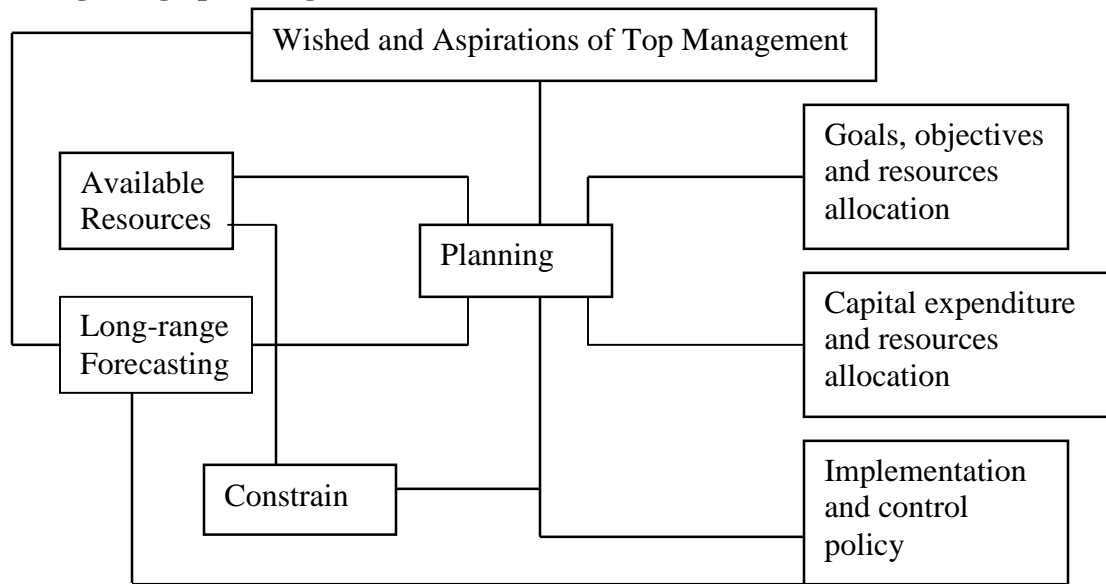 Wished and Aspirations of Top Management
Goals, objectives
and resources
allocation
Available
Resources
Planning
Long-range
Forecasting
Capital expenditure
and resources
allocation
Constrain
Implementation
and control
policy